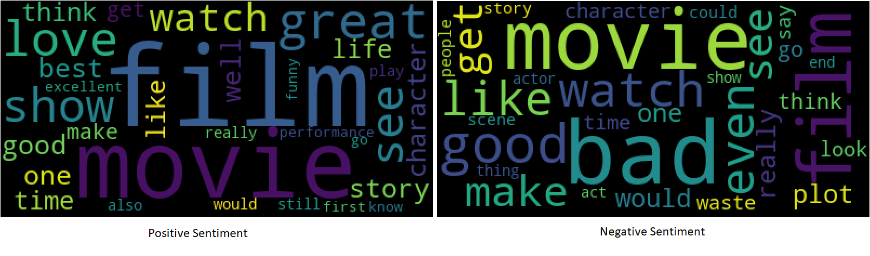 think get watch great
love well life
best funny play
excellent film
show like see character
make really performance
good go
movie
one story
time also would still first know
story character could say
people get movie see go
actor show end film
like watch even think
scene time one
good bad really look
thing
make act would waste plot
Positive Sentiment
Negative Sentiment